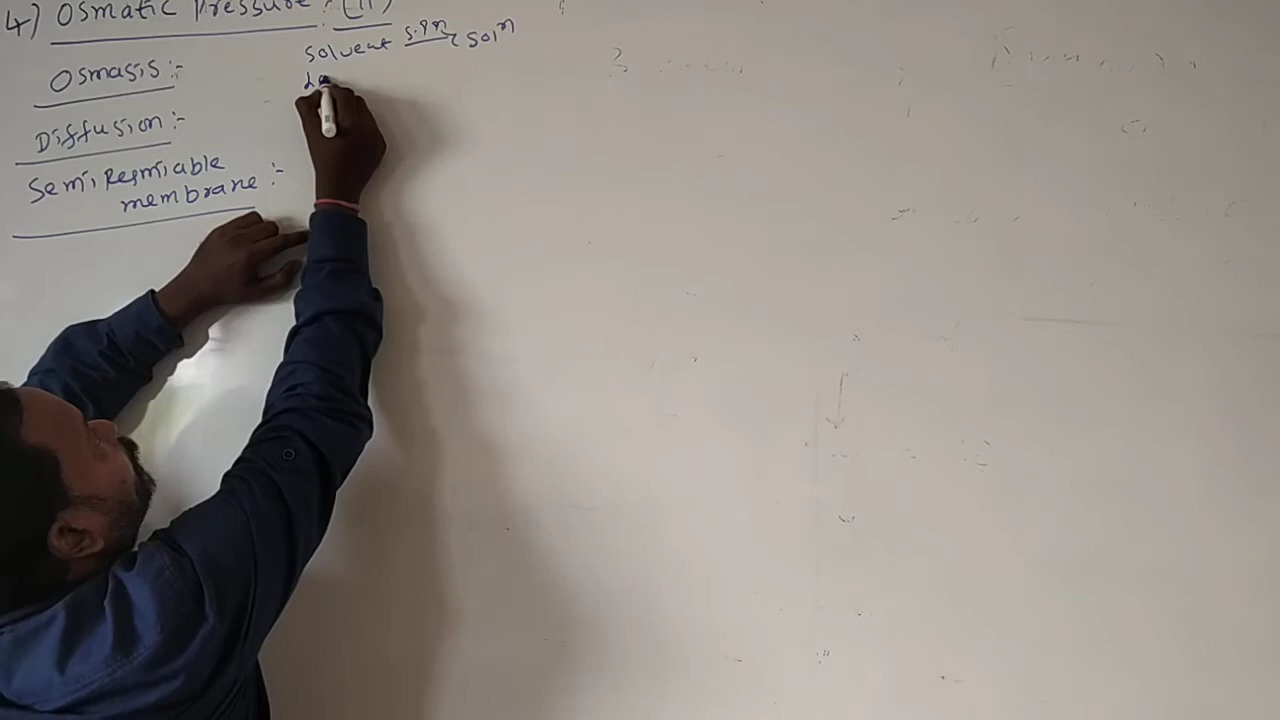 4) Osmatic Pressure : (π)
Osmasis :-
Solvent S.P.M → Solⁿ
Diffusion :-
Semi Permiable
membrane :-